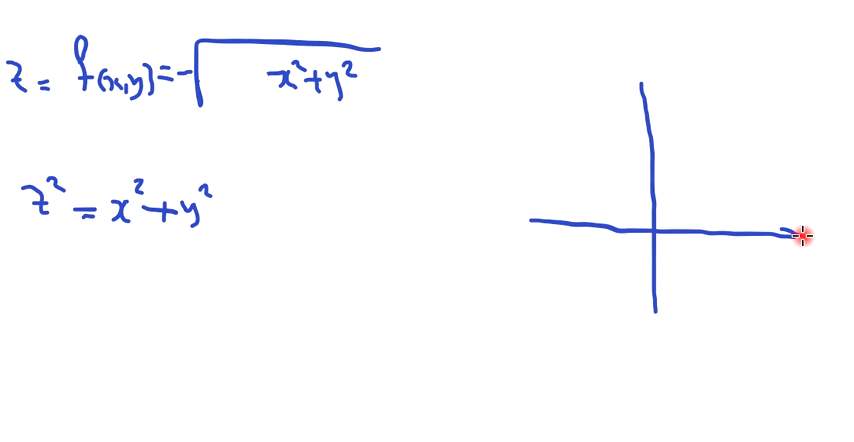 z = f(x,y) = -√x²+y²
z² = x²+y²